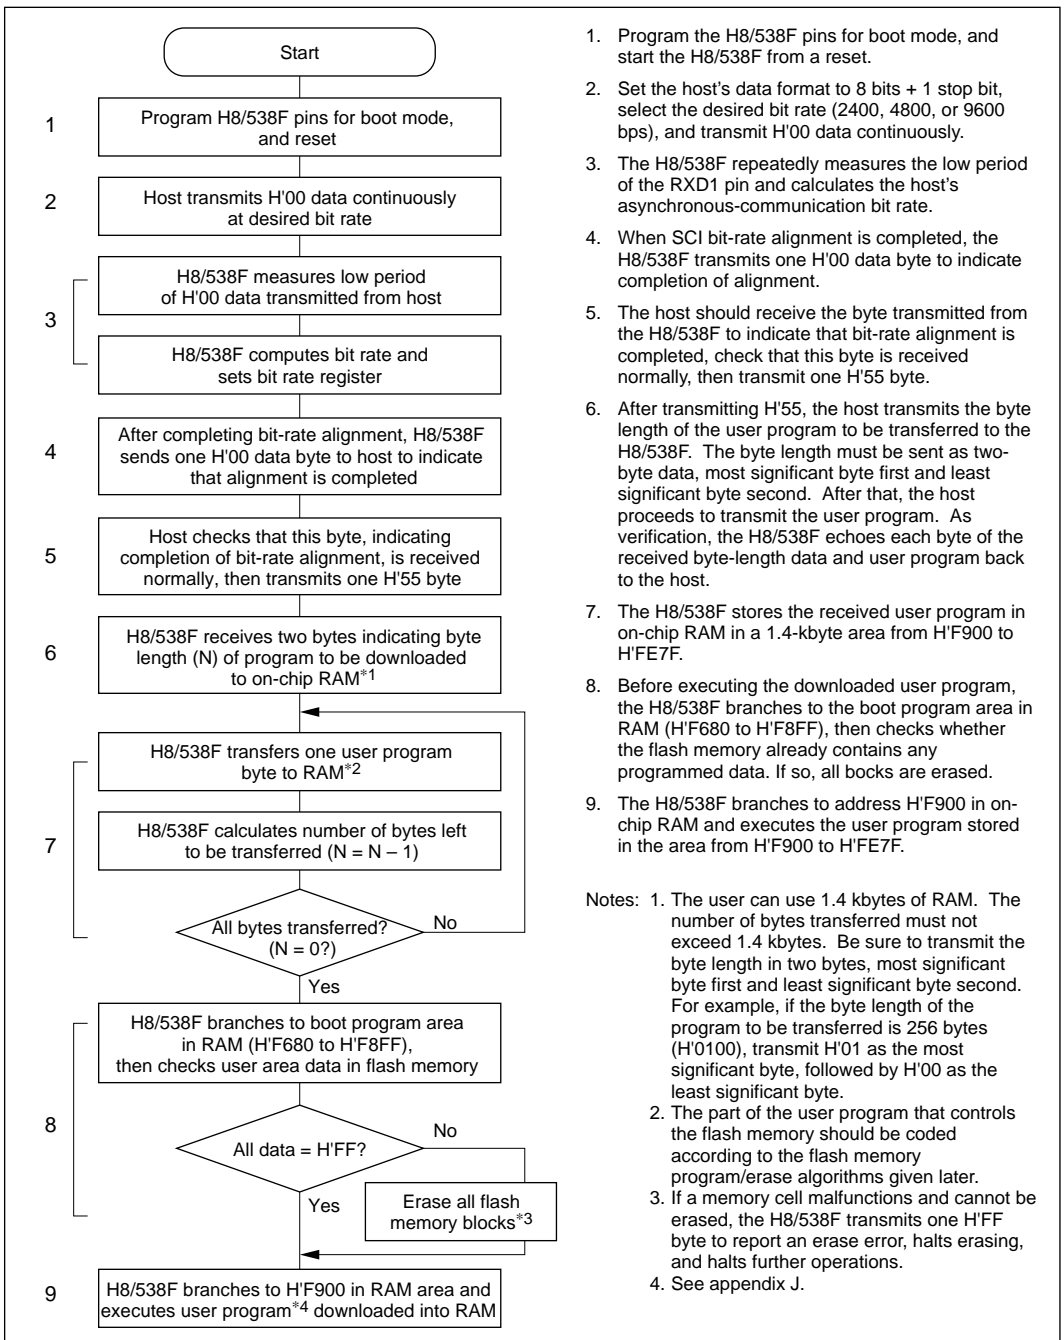 Start
1
Program H8/538F pins for boot mode,
and reset
2
Host transmits H'00 data continuously
at desired bit rate
3
H8/538F measures low period
of H'00 data transmitted from host
H8/538F computes bit rate and
sets bit rate register
4
After completing bit-rate alignment, H8/538F
sends one H'00 data byte to host to indicate
that alignment is completed
5
Host checks that this byte, indicating
completion of bit-rate alignment, is received
normally, then transmits one H'55 byte
6
H8/538F receives two bytes indicating byte
length (N) of program to be downloaded
to on-chip RAM*1
7
H8/538F transfers one user program
byte to RAM*2
H8/538F calculates number of bytes left
to be transferred (N = N – 1)
All bytes transferred?
(N = 0?)
No
Yes
8
H8/538F branches to boot program area
in RAM (H'F680 to H'F8FF),
then checks user area data in flash memory
All data = H'FF?
No
Yes
Erase all flash
memory blocks*3
9
H8/538F branches to H'F900 in RAM area and
executes user program*4 downloaded into RAM
1. Program the H8/538F pins for boot mode, and
start the H8/538F from a reset.
2. Set the host's data format to 8 bits + 1 stop bit,
select the desired bit rate (2400, 4800, or 9600
bps), and transmit H'00 data continuously.
3. The H8/538F repeatedly measures the low period
of the RXD1 pin and calculates the host's
asynchronous-communication bit rate.
4. When SCI bit-rate alignment is completed, the
H8/538F transmits one H'00 data byte to indicate
completion of alignment.
5. The host should receive the byte transmitted from
the H8/538F to indicate that bit-rate alignment is
completed, check that this byte is received
normally, then transmit one H'55 byte.
6. After transmitting H'55, the host transmits the byte
length of the user program to be transferred to the
H8/538F. The byte length must be sent as two-
byte data, most significant byte first and least
significant byte second. After that, the host
proceeds to transmit the user program. As
verification, the H8/538F echoes each byte of the
received byte-length data and user program back
to the host.
7. The H8/538F stores the received user program in
on-chip RAM in a 1.4-kbyte area from H'F900 to
H'FE7F.
8. Before executing the downloaded user program,
the H8/538F branches to the boot program area in
RAM (H'F680 to H'F8FF), then checks whether
the flash memory already contains any
programmed data. If so, all bocks are erased.
9. The H8/538F branches to address H'F900 in on-
chip RAM and executes the user program stored
in the area from H'F900 to H'FE7F.
Notes: 1. The user can use 1.4 kbytes of RAM. The
number of bytes transferred must not
exceed 1.4 kbytes. Be sure to transmit the
byte length in two bytes, most significant
byte first and least significant byte second.
For example, if the byte length of the
program to be transferred is 256 bytes
(H'0100), transmit H'01 as the most
significant byte, followed by H'00 as the
least significant byte.
2. The part of the user program that controls
the flash memory should be coded
according to the flash memory
program/erase algorithms given later.
3. If a memory cell malfunctions and cannot be
erased, the H8/538F transmits one H'FF
byte to report an erase error, halts erasing,
and halts further operations.
4. See appendix J.